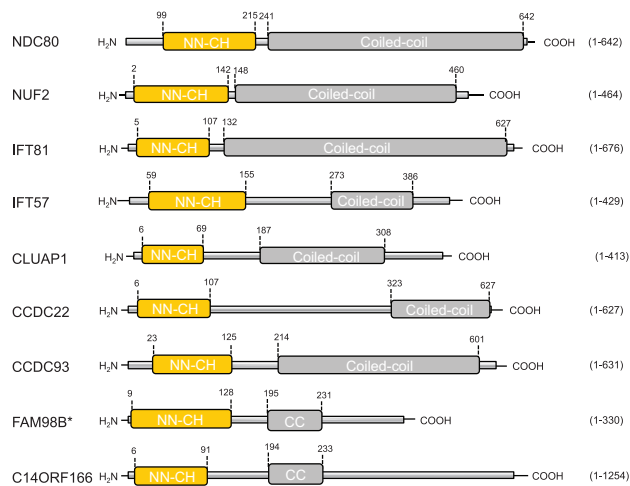 99 215 241 642
NDC80 H₂N NN-CH Coiled-coil COOH (1-642)
2 142 148 460
NUF2 H₂N NN-CH Coiled-coil COOH (1-464)
5 107 132 627
IFT81 H₂N NN-CH Coiled-coil COOH (1-676)
59 155 273 386
IFT57 H₂N NN-CH Coiled-coil COOH (1-429)
6 69 187 308
CLUAP1 H₂N NN-CH Coiled-coil COOH (1-413)
6 107 323 627
CCDC22 H₂N NN-CH Coiled-coil COOH (1-627)
23 125 214 601
CCDC93 H₂N NN-CH Coiled-coil COOH (1-631)
9 128 195 231
FAM98B* H₂N NN-CH CC COOH (1-330)
6 91 194 233
C14ORF166 H₂N NN-CH CC COOH (1-1254)